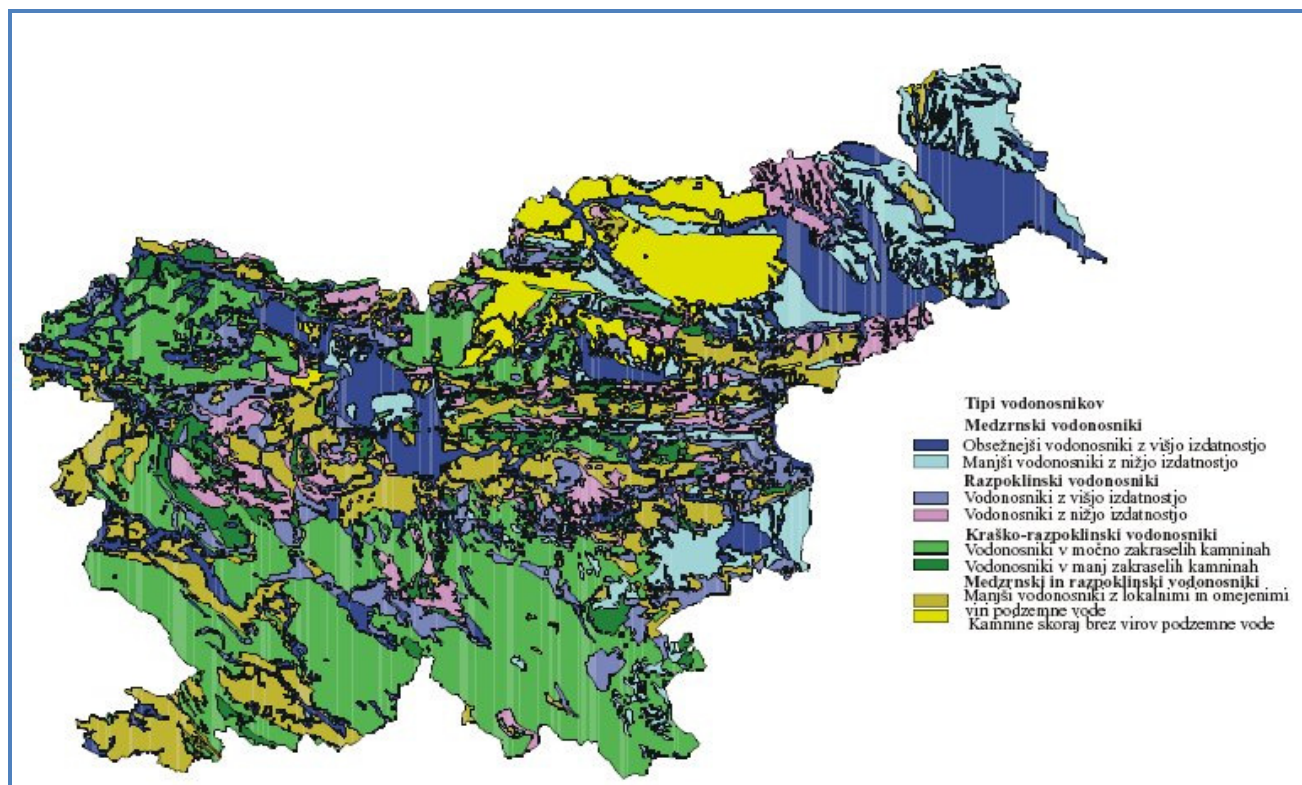 Tipi vodonosnikov
Medzrnski vodonosniki
Obsežnejši vodonosniki z višjo izdatnostjo
Manjši vodonosniki z nižjo izdatnostjo
Razpoklinski vodonosniki
Vodonosniki z višjo izdatnostjo
Vodonosniki z nižjo izdatnostjo
Kraško-razpoklinski vodonosniki
Vodonosniki v močno zakraselih kamninah
Vodonosniki v manj zakraselih kamninah
Medzrnski in razpoklinski vodonosniki
Manjši vodonosniki z lokalnimi in omejenimi
viri podzemne vode
Kamnine skoraj brez virov podzemne vode